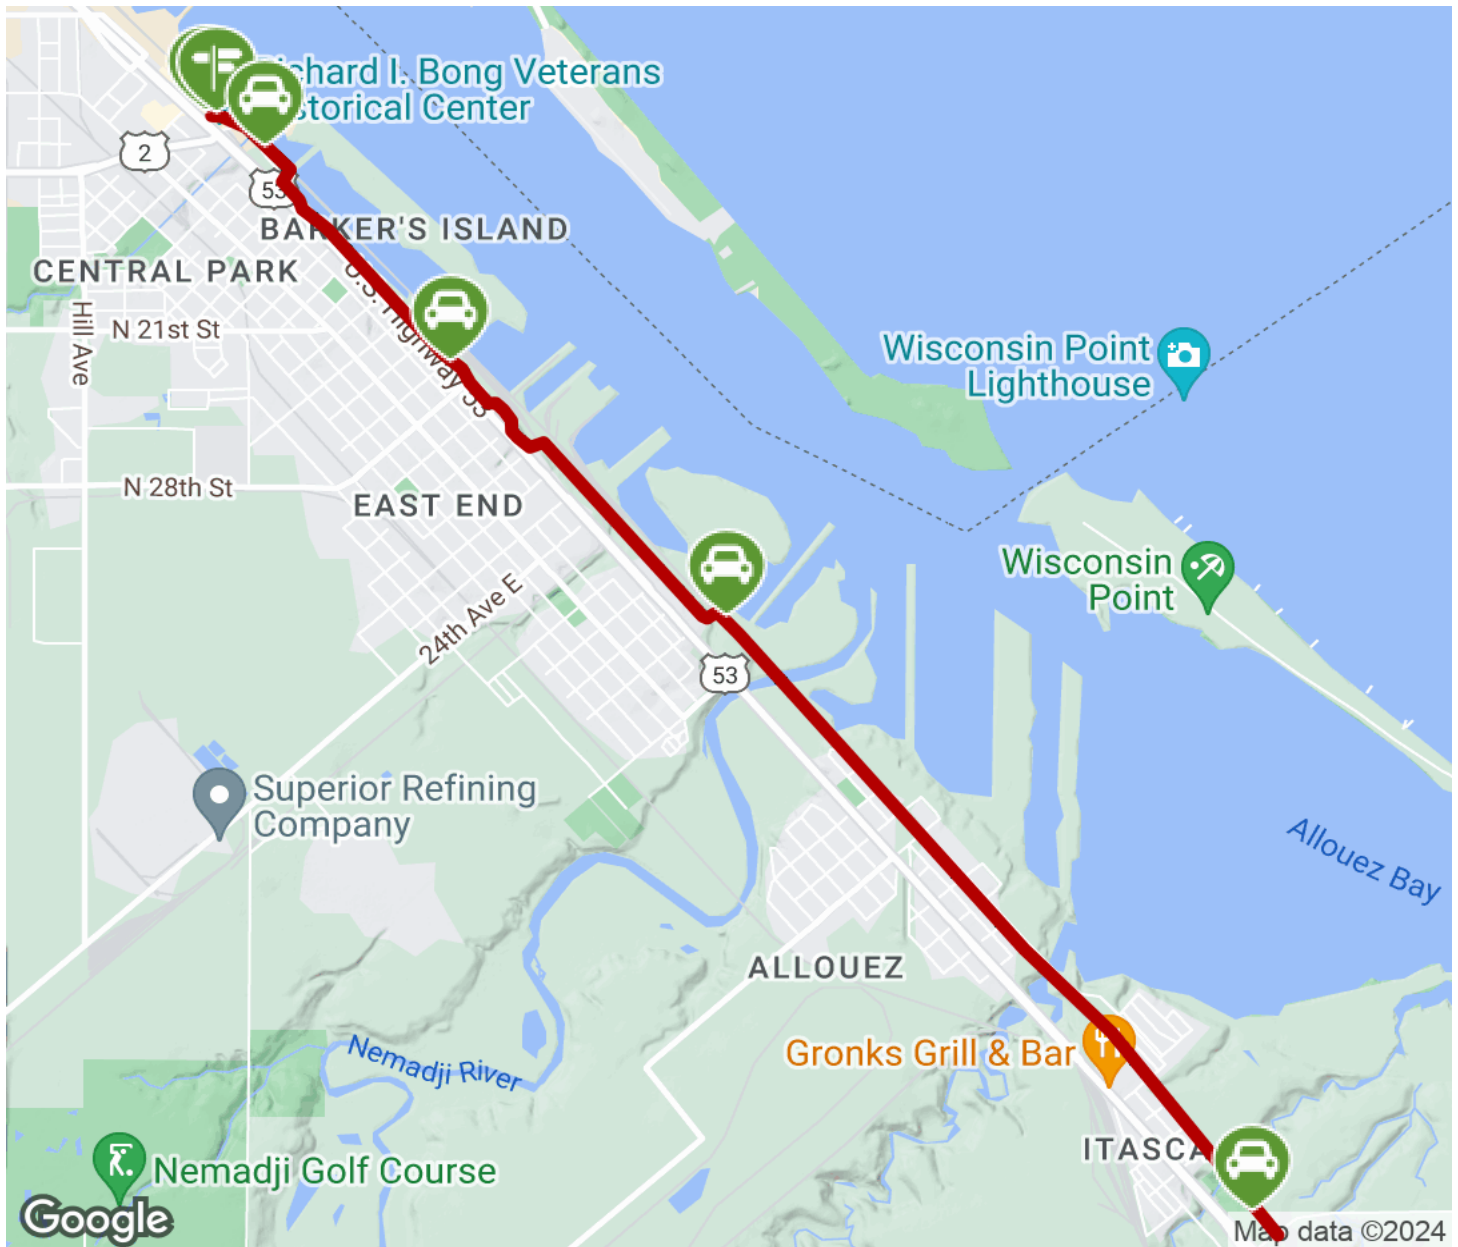 Richard I. Bong Veterans
Historical Center
2
53
BARKER'S ISLAND
CENTRAL PARK
U.S. Highway 53
Hill Ave
N 21st St
Wisconsin Point
Lighthouse
N 28th St
EAST END
Wisconsin
Point
24th Ave E
53
Superior Refining
Company
Allouez Bay
ALLOUEZ
Nemadji River
Gronks Grill & Bar
ITASCA
Nemadji Golf Course
Google
Map data ©2024